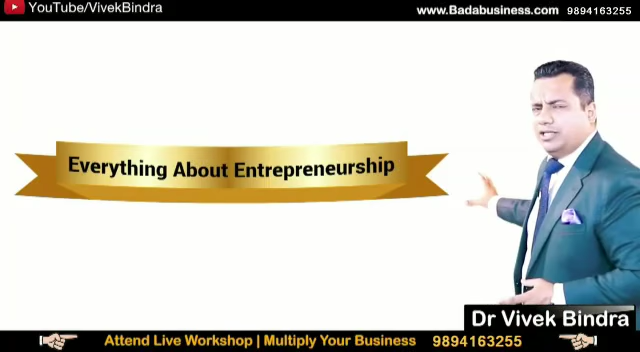 YouTube/VivekBindra
www.Badabusiness.com 9894163255
Everything About Entrepreneurship
Dr Vivek Bindra
Attend Live Workshop | Multiply Your Business 9894163255